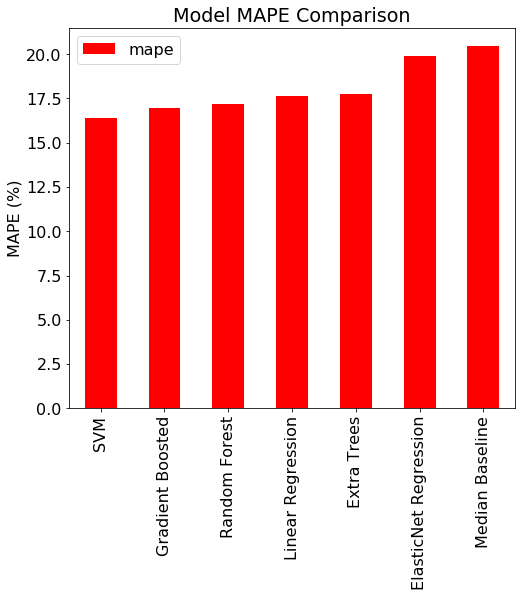 Model MAPE Comparison
mape
MAPE (%)
20.0
17.5
15.0
12.5
10.0
7.5
5.0
2.5
0.0
SVM
Gradient Boosted
Random Forest
Linear Regression
Extra Trees
ElasticNet Regression
Median Baseline